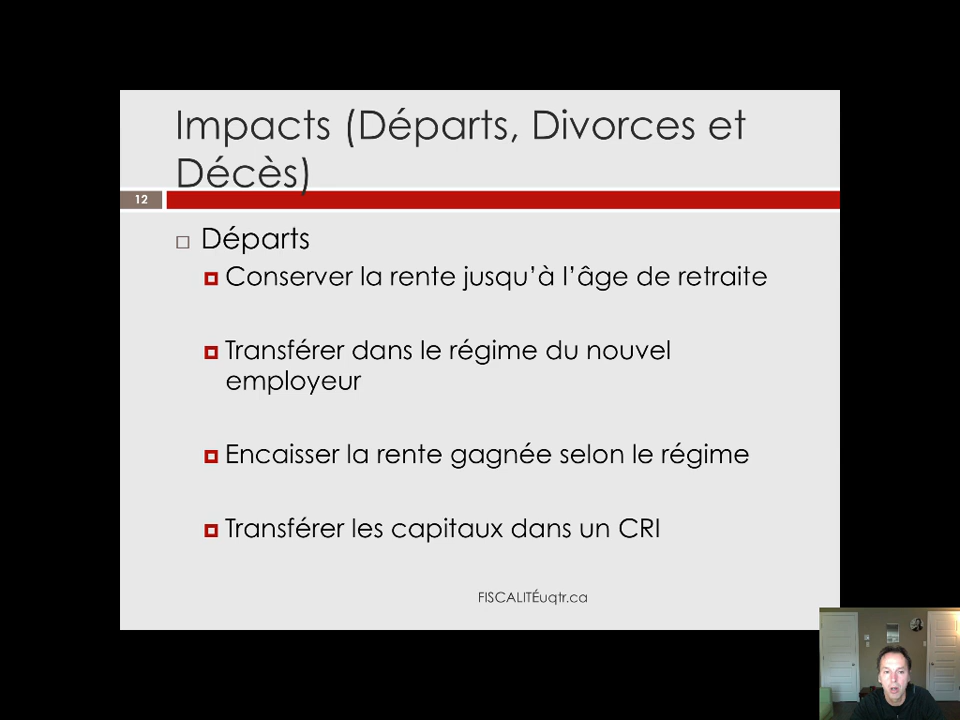 Impacts (Départs, Divorces et
Décès)
12
Départs
Conserver la rente jusqu’à l’âge de retraite
Transférer dans le régime du nouvel
employeur
Encaisser la rente gagnée selon le régime
Transférer les capitaux dans un CRI
FISCALITÉuqtr.ca